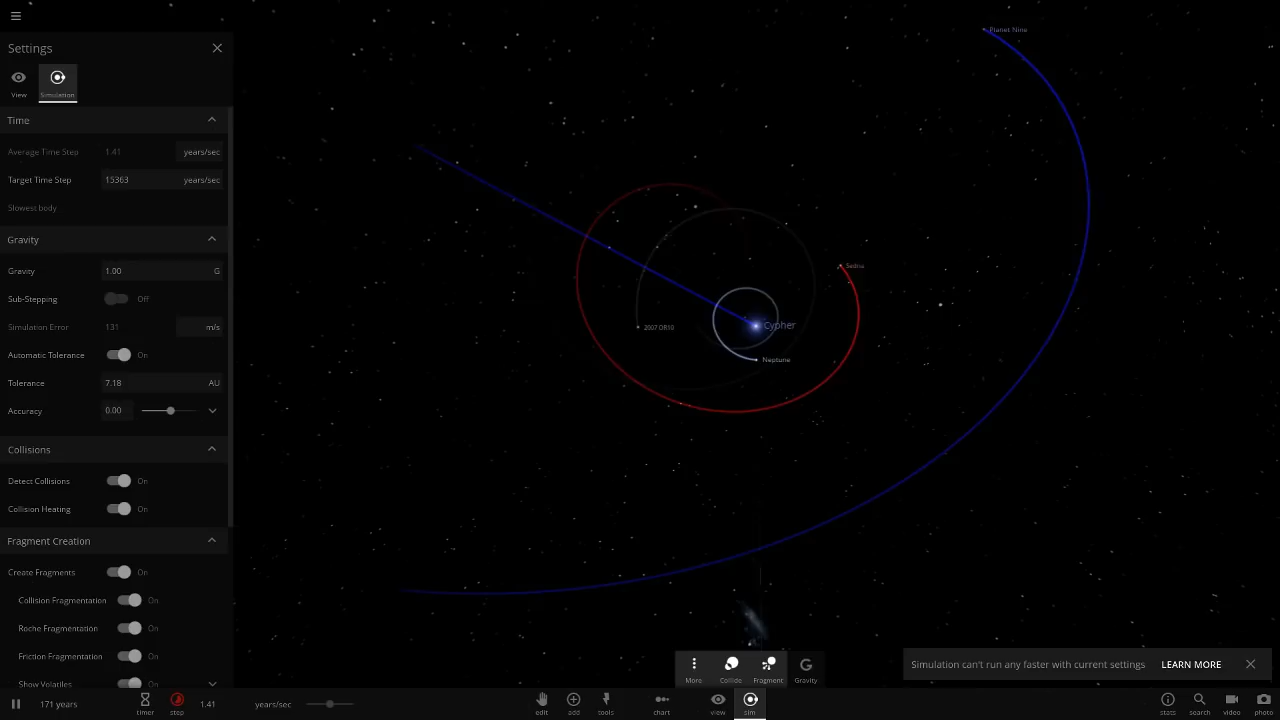 Planet Nine
Settings
View
Simulation
Time
Average Time Step 1.41 years/sec
Target Time Step 15363 years/sec
Slowest body
Gravity
Gravity 1.00 G
Sub-Stepping Off
Simulation Error 131 m/s
Automatic Tolerance On
Tolerance 7.18 AU
Accuracy 0.00
Collisions
Detect Collisions On
Collision Heating On
Fragment Creation
Create Fragments On
Collision Fragmentation On
Roche Fragmentation On
Friction Fragmentation On
Show Volatiles On
Sedna
Cypher
2007 OR10
Neptune
More
Collide
Fragment
G
Gravity
Simulation can't run any faster with current settings LEARN MORE
171 years
timer
step
1.41 years/sec
edit
add
tools
chart
view
sim
stats
search
video
photo